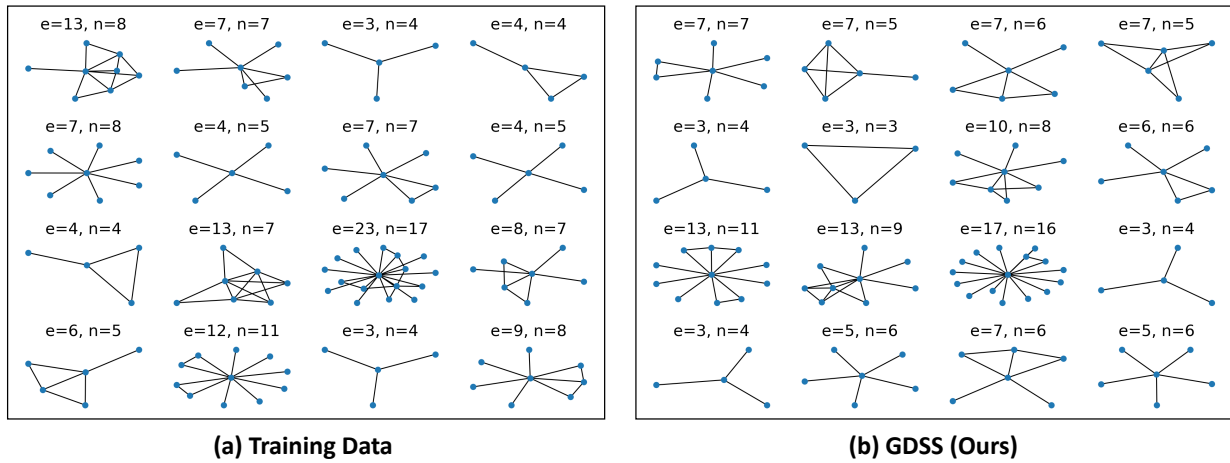 e=13, n=8 e=7, n=7 e=3, n=4 e=4, n=4
e=7, n=8 e=4, n=5 e=7, n=7 e=4, n=5
e=4, n=4 e=13, n=7 e=23, n=17 e=8, n=7
e=6, n=5 e=12, n=11 e=3, n=4 e=9, n=8
(a) Training Data
e=7, n=7 e=7, n=5 e=7, n=6 e=7, n=5
e=3, n=4 e=3, n=3 e=10, n=8 e=6, n=6
e=13, n=11 e=13, n=9 e=17, n=16 e=3, n=4
e=3, n=4 e=5, n=6 e=7, n=6 e=5, n=6
(b) GDSS (Ours)